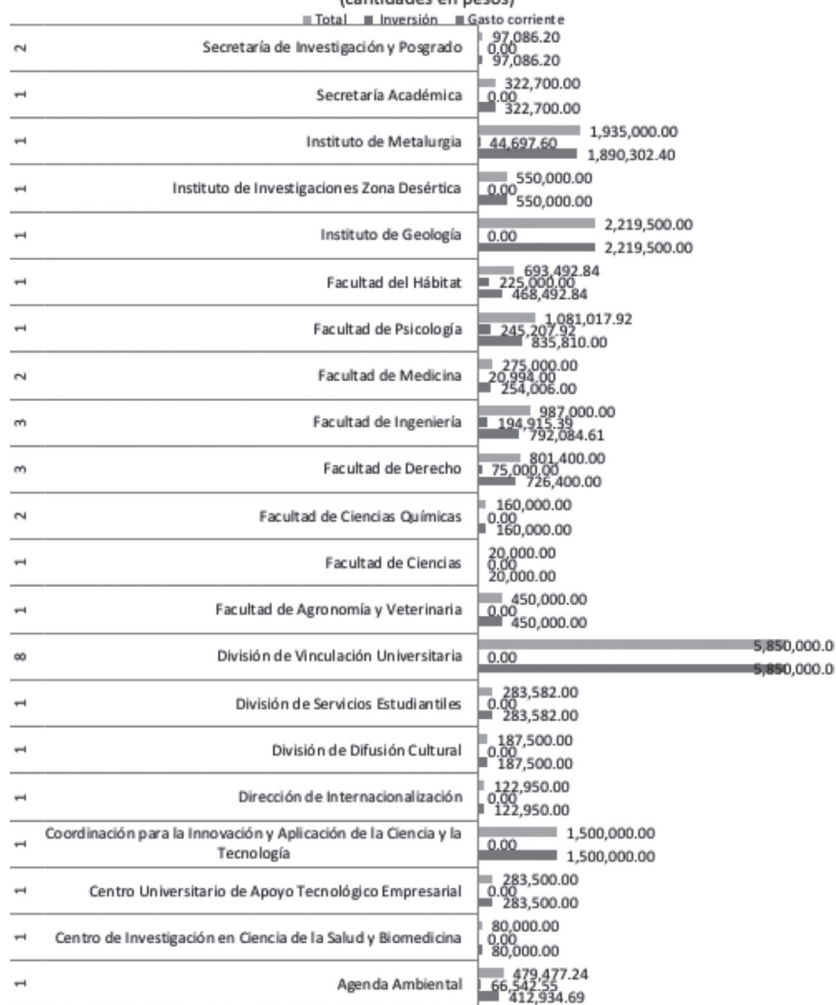 (cantidades en pesos)
Total Inversión Gasto corriente
2 Secretaría de Investigación y Posgrado 97,086.20
0.00
97,086.20
1 Secretaría Académica 322,700.00
0.00
322,700.00
1 Instituto de Metalurgia 1,935,000.00
44,697.60
1,890,302.40
1 Instituto de Investigaciones Zona Desértica 550,000.00
0.00
550,000.00
1 Instituto de Geología 2,219,500.00
0.00
2,219,500.00
1 Facultad del Hábitat 693,492.84
225,000.00
468,492.84
1 Facultad de Psicología 1,081,017.92
245,207.92
835,810.00
2 Facultad de Medicina 275,000.00
20,994.00
254,006.00
3 Facultad de Ingeniería 987,000.00
194,915.39
792,084.61
3 Facultad de Derecho 801,400.00
75,000.00
726,400.00
2 Facultad de Ciencias Químicas 160,000.00
0.00
160,000.00
1 Facultad de Ciencias 20,000.00
0.00
20,000.00
1 Facultad de Agronomía y Veterinaria 450,000.00
0.00
450,000.00
8 División de Vinculación Universitaria 5,850,000.0
0.00
5,850,000.0
1 División de Servicios Estudiantiles 283,582.00
0.00
283,582.00
1 División de Difusión Cultural 187,500.00
0.00
187,500.00
1 Dirección de Internacionalización 122,950.00
0.00
122,950.00
1 Coordinación para la Innovación y Aplicación de la Ciencia y la
Tecnología 1,500,000.00
0.00
1,500,000.00
1 Centro Universitario de Apoyo Tecnológico Empresarial 283,500.00
0.00
283,500.00
1 Centro de Investigación en Ciencia de la Salud y Biomedicina 80,000.00
0.00
80,000.00
1 Agenda Ambiental 479,477.24
66,542.55
412,934.69